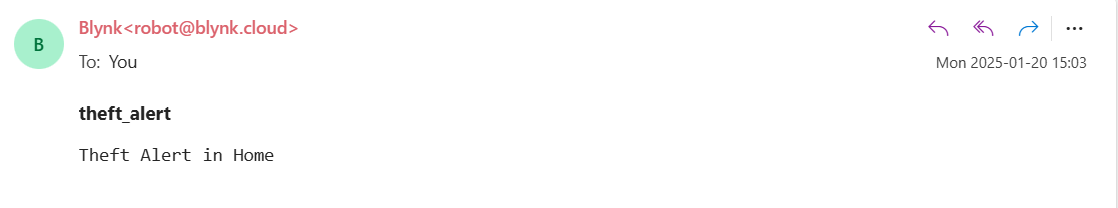 B
Blynk<robot@blynk.cloud>
To: You
Mon 2025-01-20 15:03
theft_alert
Theft Alert in Home